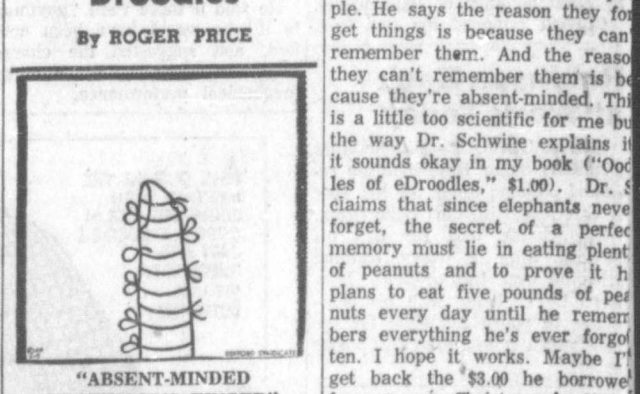 By ROGER PRICE
"ABSENT-MINDED
ple. He says the reason they for
get things is because they can'
remember them. And the reaso
they can't remember them is be
cause they're absent-minded. Thi
is a little too scientific for me bu
the way Dr. Schwine explains it
it sounds okay in my book ("Ood
les of eDroodles," $1.00). Dr. S
claims that since elephants neve
forget, the secret of a perfec
memory must lie in eating plent
of peanuts and to prove it h
plans to eat five pounds of pea
nuts every day until he remem
bers everything he's ever forgot
ten. I hope it works. Maybe I'
get back the $3.00 he borrowe